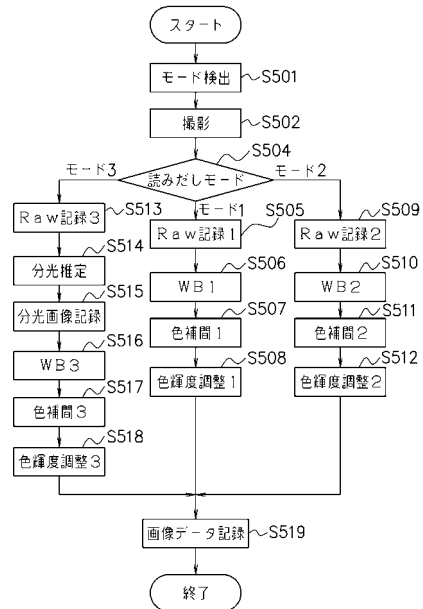 スタート
モード検出 S501
撮影 S502
S504
読みだしモード
モード3
モード1
モード2
Raw記録3 S513
分光推定 S514
分光画像記録 S515
WB3 S516
色補間3 S517
色輝度調整3 S518
Raw記録1 S505
WB1 S506
色補間1 S507
色輝度調整1 S508
Raw記録2 S509
WB2 S510
色補間2 S511
色輝度調整2 S512
画像データ記録 S519
終了